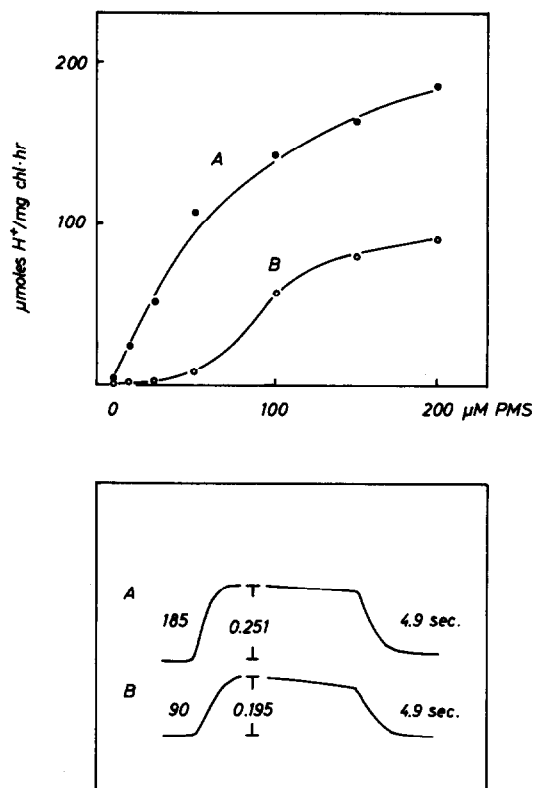 200
A
100
B
μmoles H⁺/mg chl·hr
0 100 200 μM PMS
A
185 0.251 4.9 sec.
B
90 0.195 4.9 sec.